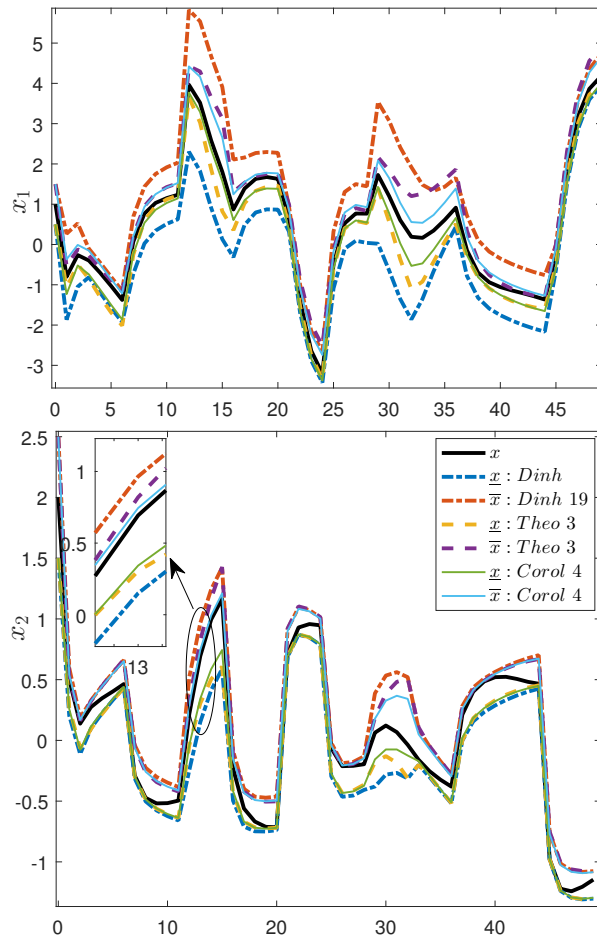 5
4
3
2
1
0
-1
-2
-3
x₁
0 5 10 15 20 25 30 35 40 45
2.5
2
1.5
1
0.5
0
-0.5
-1
x₂
1
0.5
0
13
x
x : Dinh
x̅ : Dinh 19
x : Theo 3
x̅ : Theo 3
x : Corol 4
x̅ : Corol 4
0 10 20 30 40